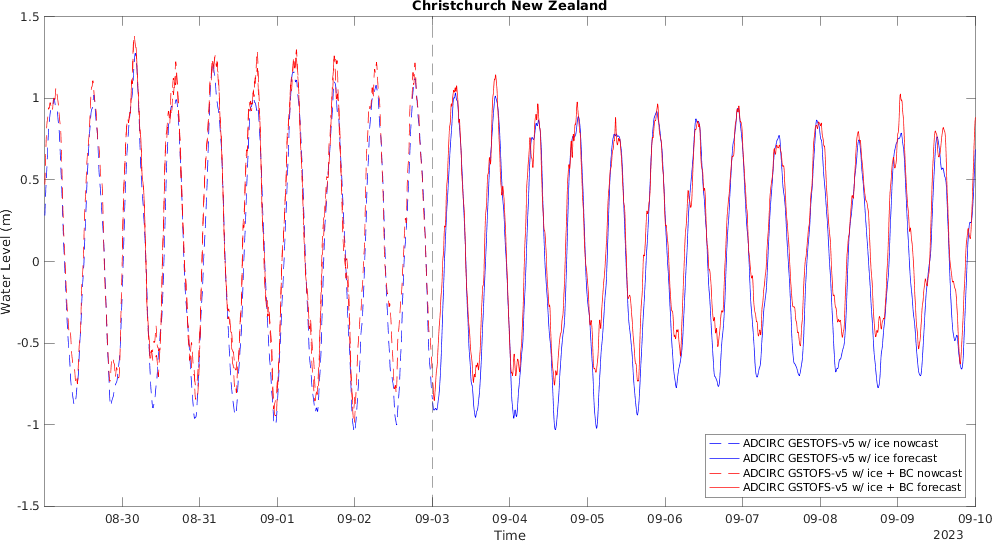 Christchurch New Zealand
1.5
1
0.5
0
-0.5
-1
-1.5
Water Level (m)
08-30 08-31 09-01 09-02 09-03 09-04 09-05 09-06 09-07 09-08 09-09 09-10
Time
2023
ADCIRC GESTOFS-v5 w/ ice nowcast
ADCIRC GESTOFS-v5 w/ ice forecast
ADCIRC GSTOFS-v5 w/ ice + BC nowcast
ADCIRC GSTOFS-v5 w/ ice + BC forecast